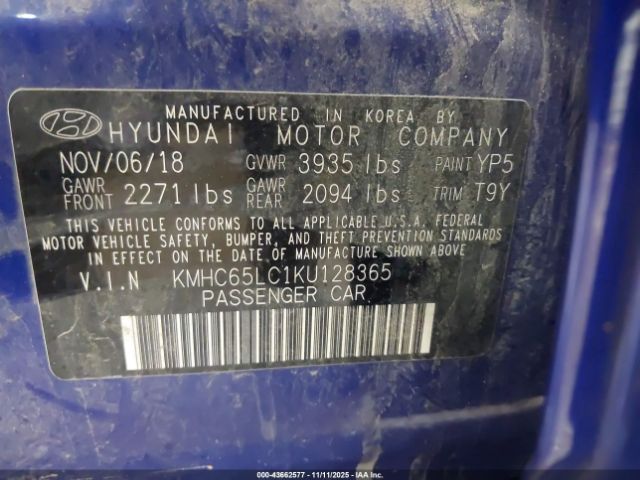 MANUFACTURED IN KOREA BY
HYUNDAI MOTOR COMPANY
NOV/06/18 GVWR 3935 lbs PAINT YP5
GAWR FRONT 2271 lbs GAWR REAR 2094 lbs TRIM T9Y
THIS VEHICLE CONFORMS TO ALL APPLICABLE U.S.A. FEDERAL
MOTOR VEHICLE SAFETY, BUMPER, AND THEFT PREVENTION STANDARDS
IN EFFECT ON THE DATE OF MANUFACTURE SHOWN ABOVE
V.I.N KMHC65LC1KU128365
PASSENGER CAR
000-43662577 - 11/11/2025 - IAA Inc.